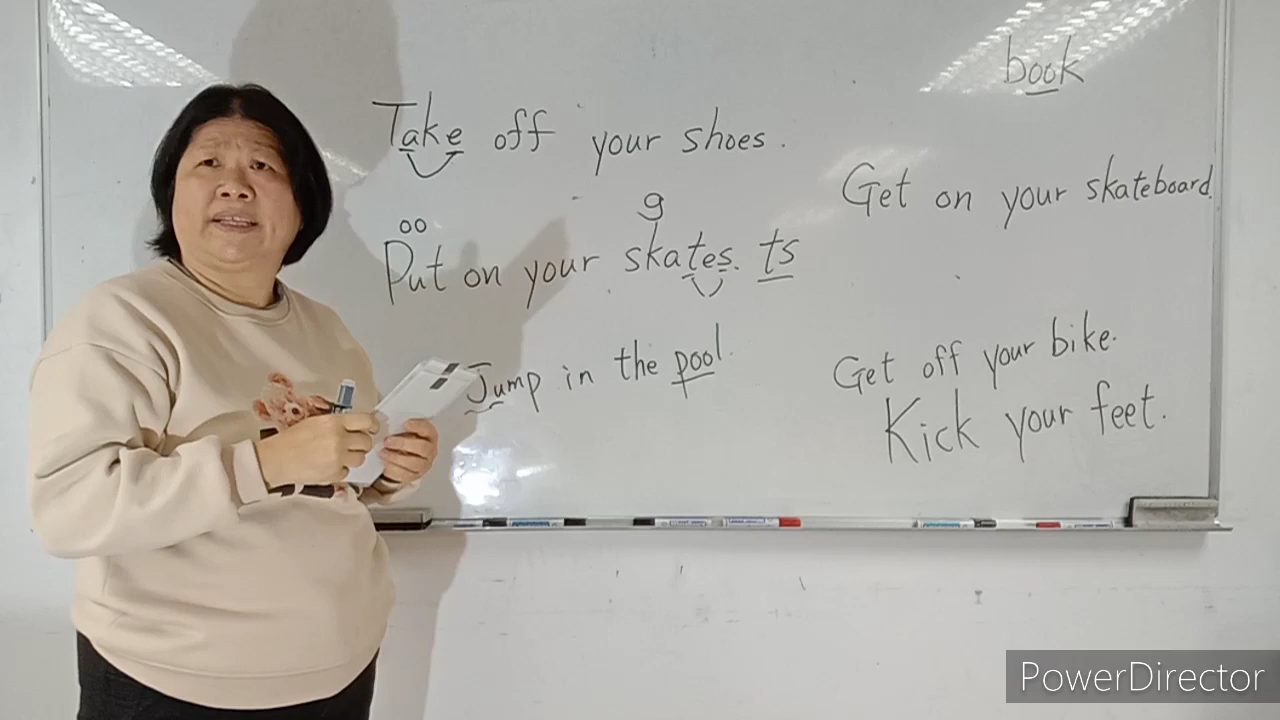 Take off your shoes.
oo
g
Put on your skates. ts
Jump in the pool.
book
Get on your skateboard.
Get off your bike.
Kick your feet.
PowerDirector